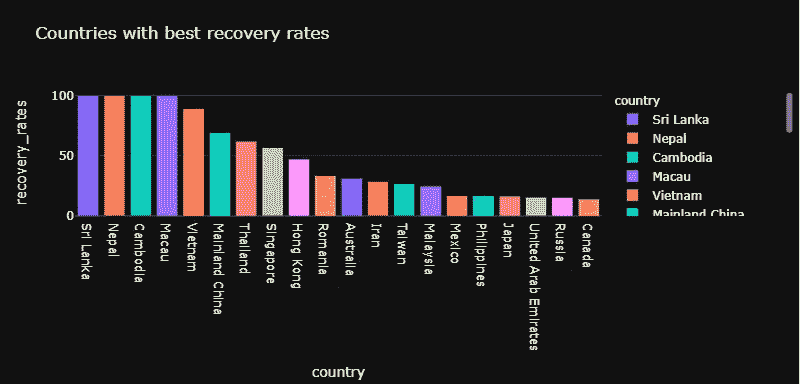 Countries with best recovery rates
recovery_rates
100
50
0
Sri Lanka
Nepal
Cambodia
Macau
Vietnam
Mainland China
Thailand
Singapore
Hong Kong
Romania
Australia
Iran
Taiwan
Malaysia
Mexico
Philippines
Japan
United Arab Emirates
Russia
Canada
country
country
Sri Lanka
Nepal
Cambodia
Macau
Vietnam
Mainland China